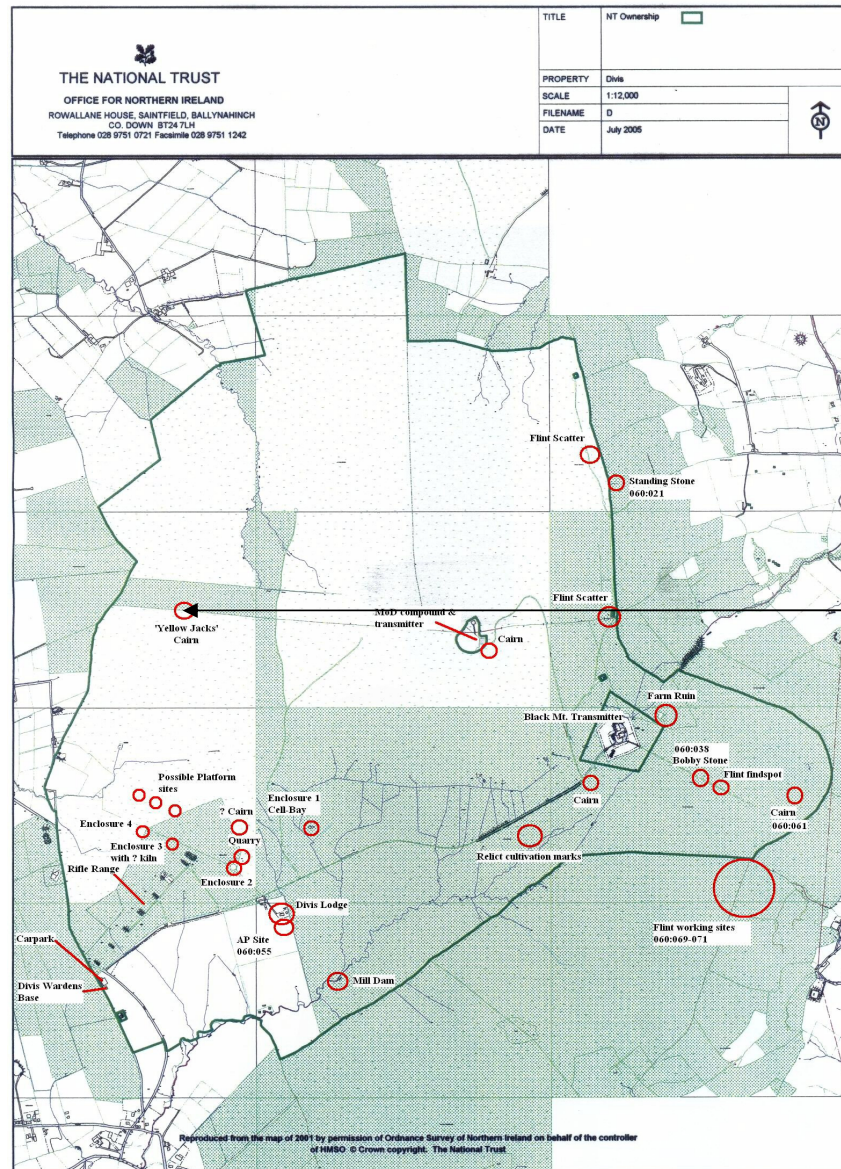 THE NATIONAL TRUST
OFFICE FOR NORTHERN IRELAND
ROWALLANE HOUSE, SAINTFIELD, BALLYNAHINCH
CO. DOWN BT24 7LH
Telephone 028 9751 0721 Facsimile 028 9751 1242
TITLE NT Ownership
PROPERTY Divis
SCALE 1:12,000
FILENAME D
DATE July 2005
N
Flint Scatter
Standing Stone
060:021
Flint Scatter
'Yellow Jacks'
Cairn
MoD compound &
transmitter
Cairn
Farm Ruin
Black Mt. Transmitter
060:038
Bobby Stone
Flint findspot
Cairn
060:061
Cairn
Possible Platform
sites
Enclosure 1
Cell-Bay
? Cairn
Enclosure 4
Enclosure 3
with ? kiln
Quarry
Relict cultivation marks
Rifle Range
Enclosure 2
Divis Lodge
Flint working sites
060:069-071
AP Site
060:055
Carpark
Mill Dam
Divis Wardens
Base
Reproduced from the map of 2001 by permission of Ordnance Survey of Northern Ireland on behalf of the controller
of HMSO © Crown copyright. The National Trust